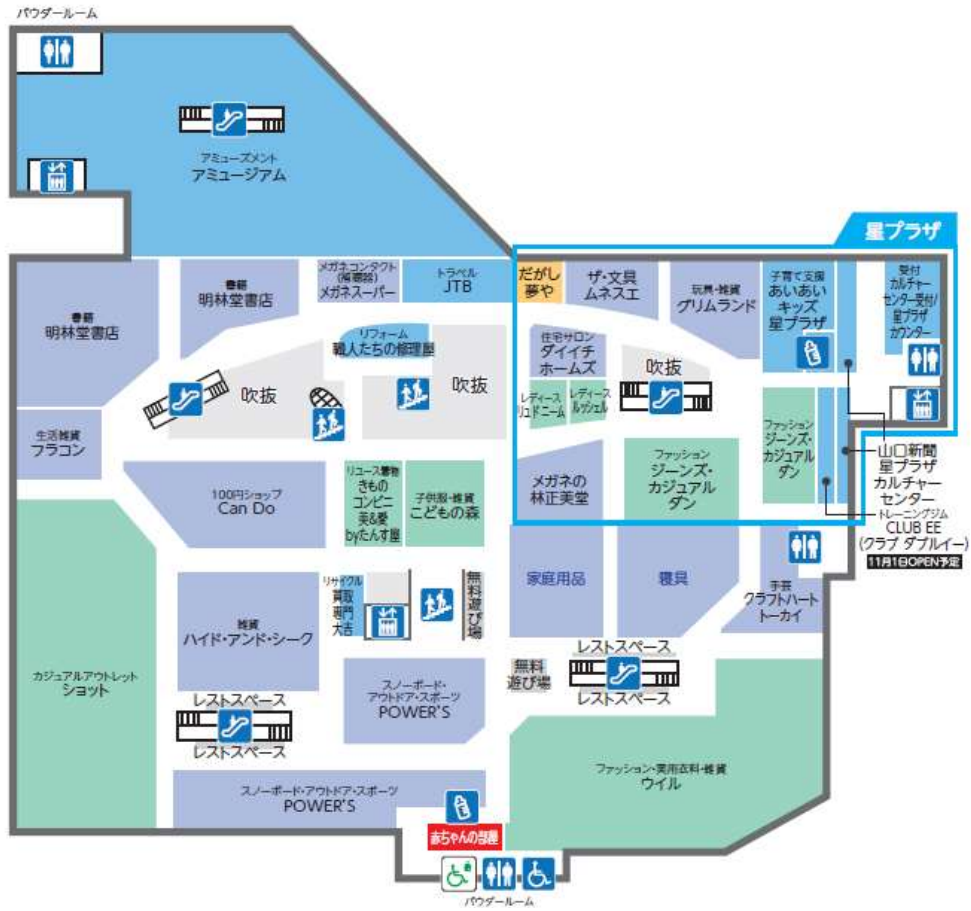 パウダールーム
アミューズメント
アミュージアム
星プラザ
書籍
明林堂書店
書籍
明林堂書店
メガネコンタクト
メガネスーパー
トラベル
JTB
だがし
夢や
ザ・文具
ムネスエ
玩具・雑貨
グリムランド
子育て支援
あいあい
キッズ
星プラザ
受付
カルチャー
センター受付/
星プラザ
カウンター
リフォーム
職人たちの修理屋
住宅サロン
ダイイチ
ホームズ
吹抜
吹抜
吹抜
レディース
リュドニーム
レディース
ルッシェル
生活雑貨
フラコン
100円ショップ
Can Do
リユース着物
きもの
コンビニ
美&愛
byたんす屋
子供服・雑貨
こどもの森
メガネの
林正美堂
ファッション
ジーンズ・
カジュアル
ダン
ファッション
ジーンズ・
カジュアル
ダン
山口新聞
星プラザ
カルチャー
センター
トレーニングジム
CLUB EE
(クラブ ダブルイー)
11月1日OPEN予定
雑貨
ハイド・アンド・シーク
リサイクル
買取
専門
大吉
無料遊び場
家庭用品
寝具
手芸
クラフトハート
トーカイ
カジュアルアウトレット
ショット
レストスペース
レストスペース
スノーボード・
アウトドア・スポーツ
POWER'S
無料
遊び場
レストスペース
レストスペース
ファッション・実用衣料・雑貨
ウイル
スノーボード・アウトドア・スポーツ
POWER'S
赤ちゃんの部屋
パウダールーム